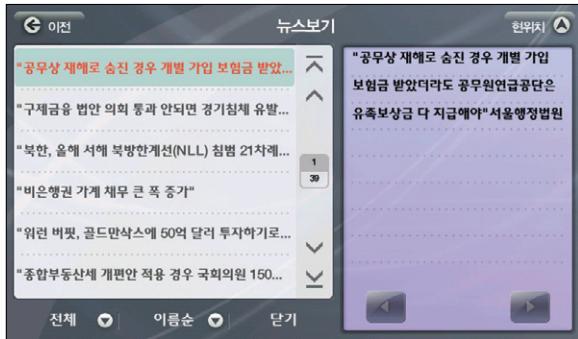 이전
뉴스보기
현위치
"공무상 재해로 숨진 경우 개별 가입 보험금 받았...
"구제금융 법안 의회 통과 안되면 경기침체 유발...
"북한, 올해 서해 북방한계선(NLL) 침범 21차례...
"비은행권 가계 채무 큰 폭 증가"
"워런 버핏, 골드만삭스에 50억 달러 투자하기로...
"종합부동산세 개편안 적용 경우 국회의원 150...
1
39
전체
이름순
닫기
"공무상 재해로 숨진 경우 개별 가입
보험금 받았더라도 공무원연급공단은
유족보상금 다 지급해야"서울행정법원